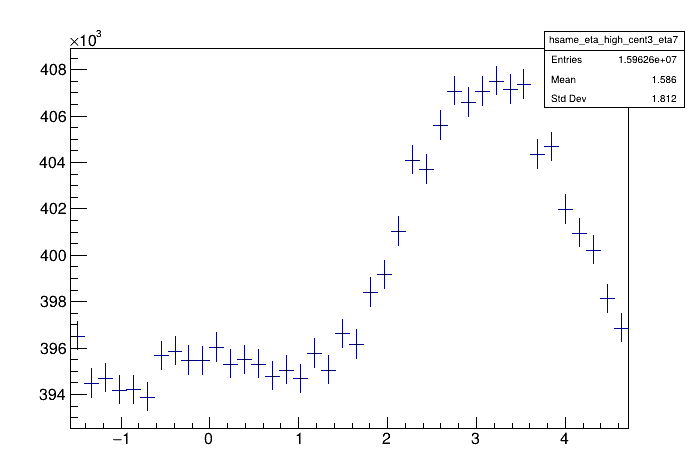 ×10³
hsame_eta_high_cent3_eta7
Entries 1.59626e+07
Mean 1.586
Std Dev 1.812
408
406
404
402
400
398
396
394
−1 0 1 2 3 4